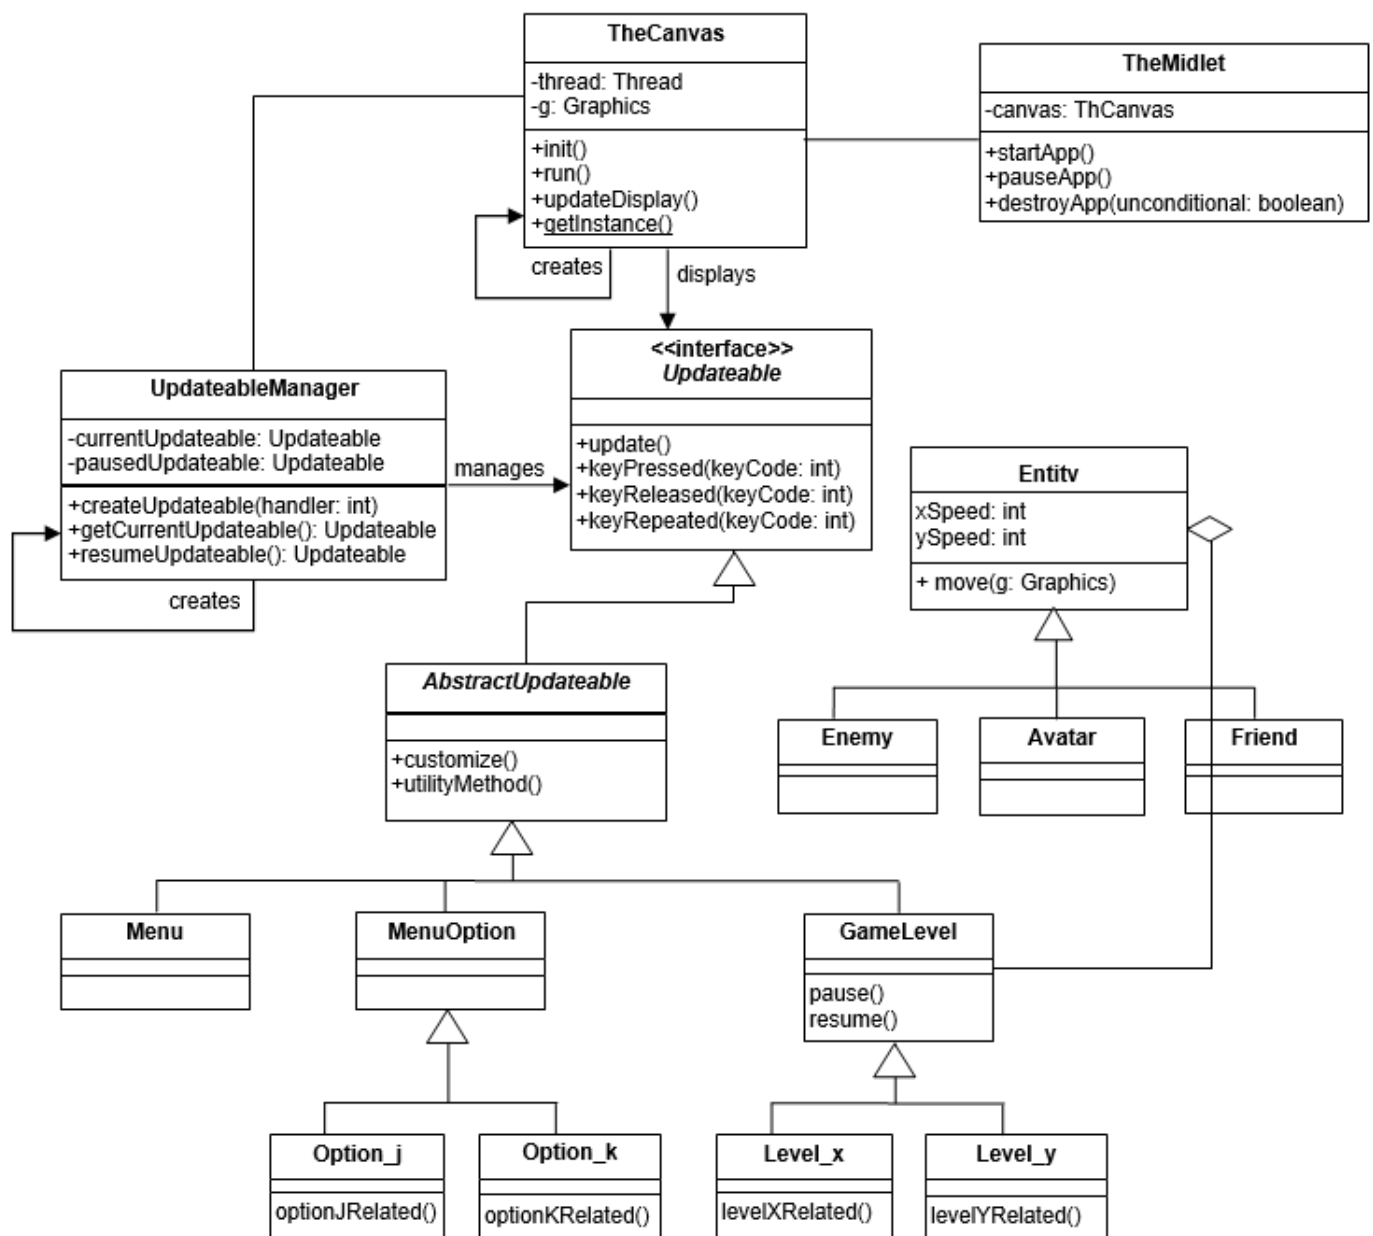 TheCanvas
-thread: Thread
-g: Graphics
+init()
+run()
+updateDisplay()
+getInstance()
creates
displays
TheMidlet
-canvas: ThCanvas
+startApp()
+pauseApp()
+destroyApp(unconditional: boolean)
UpdateableManager
-currentUpdateable: Updateable
-pausedUpdateable: Updateable
+createUpdateable(handler: int)
+getCurrentUpdateable(): Updateable
+resumeUpdateable(): Updateable
creates
manages
<<interface>>
Updateable
+update()
+keyPressed(keyCode: int)
+keyReleased(keyCode: int)
+keyRepeated(keyCode: int)
Entitv
xSpeed: int
ySpeed: int
+ move(g: Graphics)
AbstractUpdateable
+customize()
+utilityMethod()
Enemy
Avatar
Friend
Menu
MenuOption
GameLevel
pause()
resume()
Option_j
optionJRelated()
Option_k
optionKRelated()
Level_x
levelXRelated()
Level_y
levelYRelated()